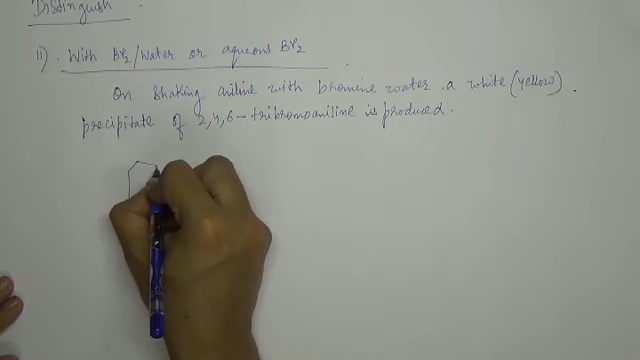 Distinguish .
ii) . With Br2/water or aqueous Br2 .
On Shaking aniline with bromine water . a white (yellow) .
precipitate of 2,4,6 - tribromoaniline is produced .